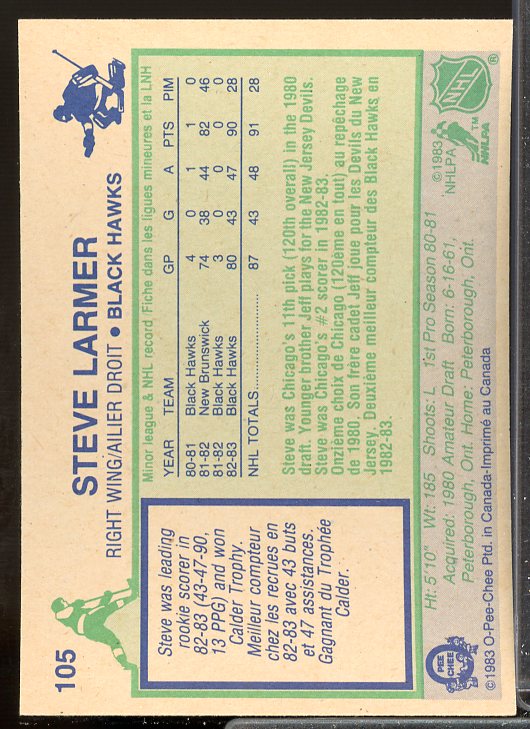 105
STEVE LARMER
RIGHT WING/AILIER DROIT • BLACK HAWKS
Steve was leading
rookie scorer in
82-83 (43-47-90,
13 PPG) and won
Calder Trophy.
Meilleur compteur
chez les recrues en
82-83 avec 43 buts
et 47 assistances.
Gagnant du Trophée
Calder.
Minor league & NHL record/Fiche dans les ligues mineures et la LNH
YEAR TEAM GP G A PTS PIM
80-81 Black Hawks 4 0 1 1 0
81-82 New Brunswick 74 38 44 82 46
81-82 Black Hawks 3 0 0 0 0
82-83 Black Hawks 80 43 47 90 28
NHL TOTALS 87 43 48 91 28
Steve was Chicago's 11th pick (120th overall) in the 1980
draft. Younger brother Jeff plays for the New Jersey Devils.
Steve was Chicago's #2 scorer in 1982-83.
Onzième choix de Chicago (120ème en tout) au repêchage
de 1980. Son frère cadet Jeff joue pour les Devils du New
Jersey. Deuxième meilleur compteur des Black Hawks en
1982-83.
Ht: 5'10" Wt: 185 Shoots: L 1st Pro Season 80-81
Acquired: 1980 Amateur Draft Born: 6-16-61,
Peterborough, Ont. Home: Peterborough, Ont.
O PEE CHEE
©1983 O-Pee-Chee Ptd. in Canada-Imprimé au Canada
©1983
NHLPA
NHLPA
TM
NHL
®